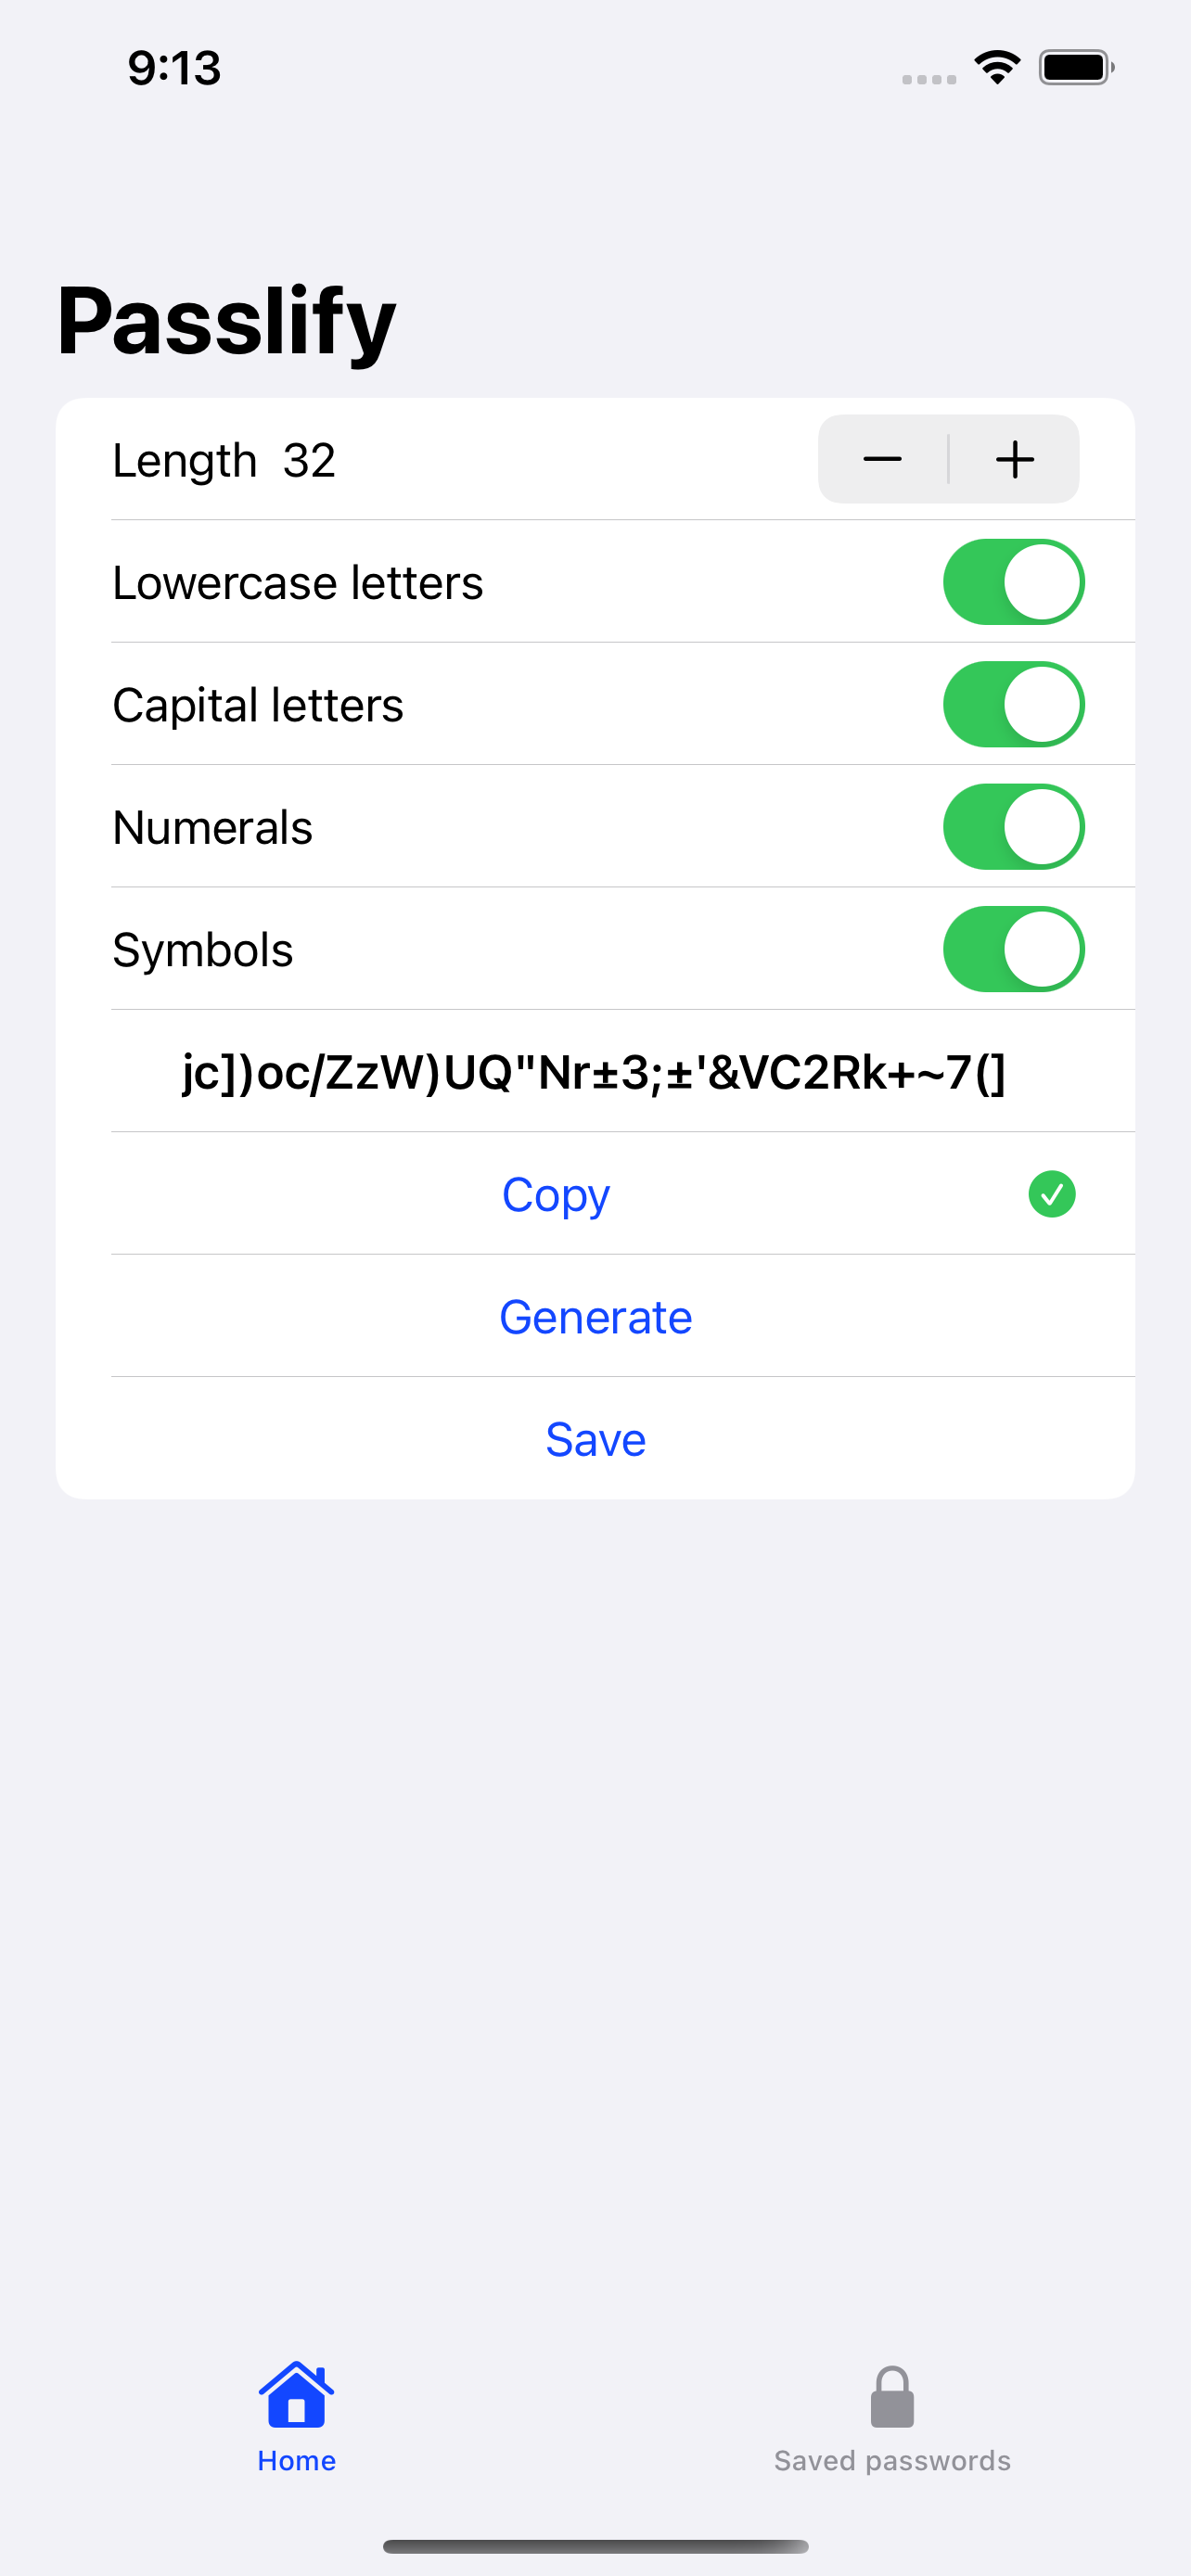 9:13
Passlify
Length 32
Lowercase letters
Capital letters
Numerals
Symbols
jc])oc/ZzW)UQ"Nr±3;±'&VC2Rk+~7(]
Copy
Generate
Save
Home
Saved passwords